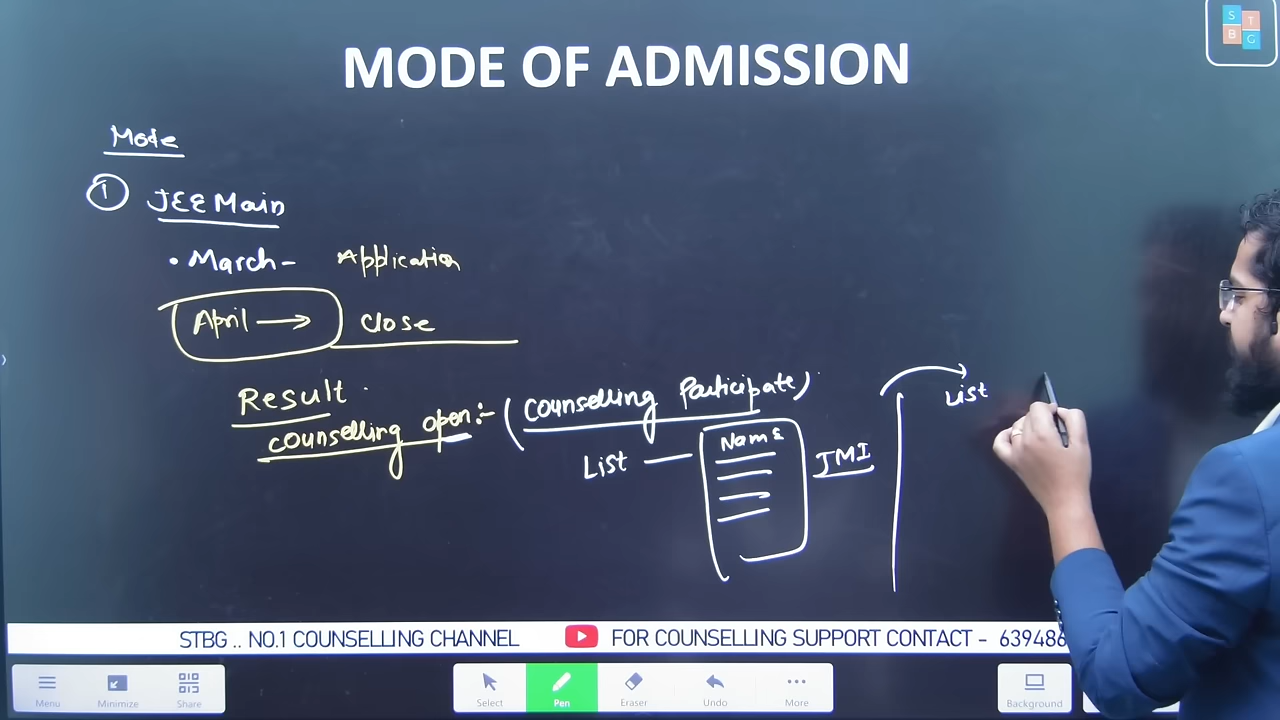 S T
B G
MODE OF ADMISSION
Mode
① JEE Main
• March - Application
April → close
Result
counselling open :- (counselling participate)
List — Name JMI
List
STBG .. NO.1 COUNSELLING CHANNEL FOR COUNSELLING SUPPORT CONTACT - 639486
Menu Minimize Share Select Pen Eraser Undo More Background